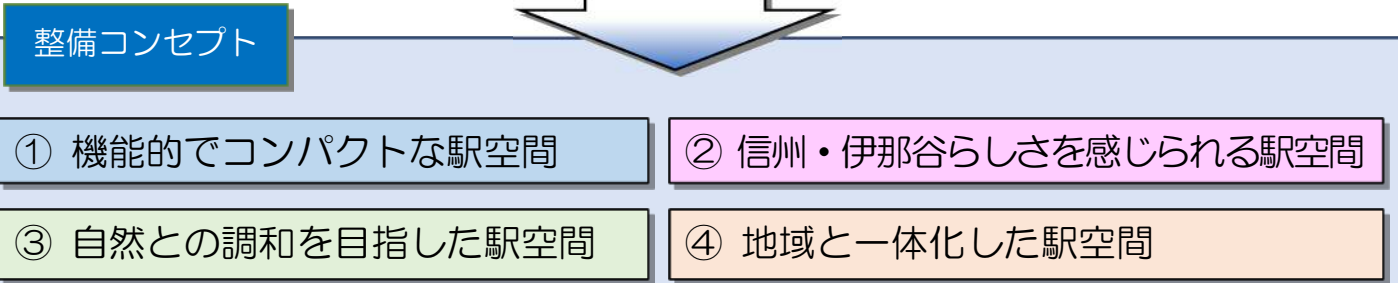 整備コンセプト
① 機能的でコンパクトな駅空間
② 信州・伊那谷らしさを感じられる駅空間
③ 自然との調和を目指した駅空間
④ 地域と一体化した駅空間